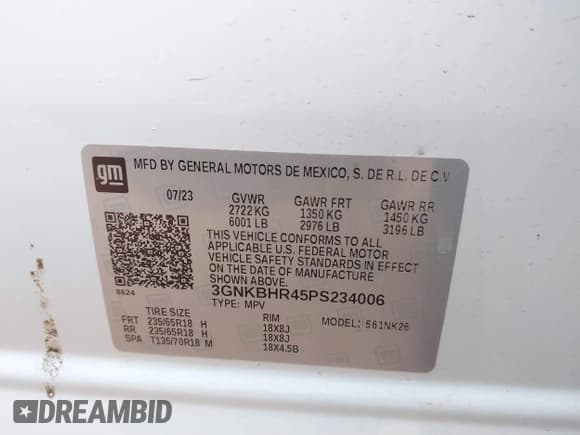 gm MFD BY GENERAL MOTORS DE MEXICO, S. DE R.L. DE C.V
07/23 GVWR GAWR FRT GAWR RR
2722 KG 1350 KG 1450 KG
6001 LB 2976 LB 3196 LB
THIS VEHICLE CONFORMS TO ALL
APPLICABLE U.S. FEDERAL MOTOR
VEHICLE SAFETY STANDARDS IN EFFECT
ON THE DATE OF MANUFACTURE SHOWN ABOVE.
8624 3GNKBHR45PS234006
TYPE: MPV
TIRE SIZE RIM MODEL: 561NK26
FRT 235/65R18 H 18X8J
RR 235/65R18 H 18X8J
SPA T135/70R18 M 18X4.5B
DREAMBID